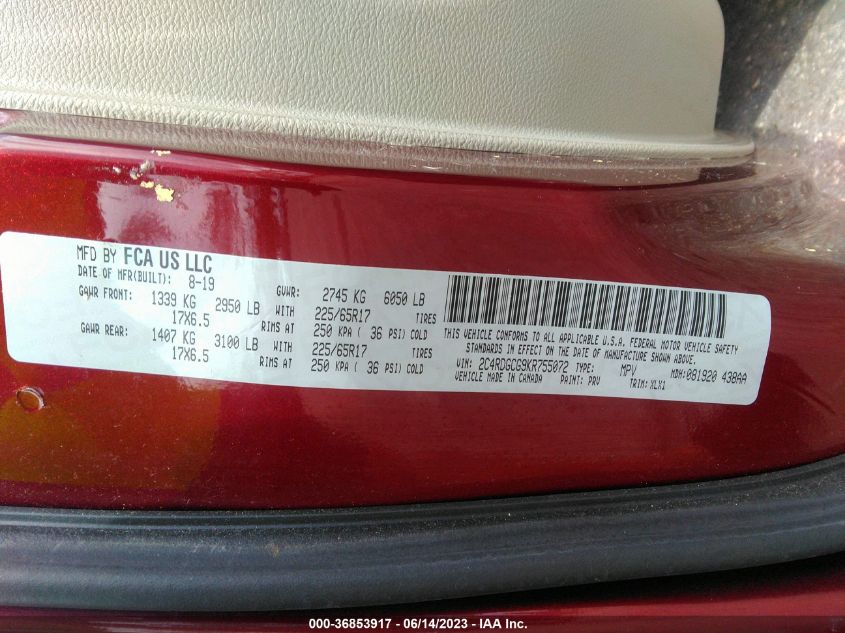 MFD BY FCA US LLC
DATE OF MFR(BUILT): 8-19 GVWR: 2745 KG 6050 LB
GAWR FRONT: 1339 KG 2950 LB WITH 225/65R17 TIRES
17X6.5 RIMS AT 250 KPA ( 36 PSI) COLD
GAWR REAR: 1407 KG 3100 LB WITH 225/65R17 TIRES
17X6.5 RIMS AT 250 KPA ( 36 PSI) COLD
THIS VEHICLE CONFORMS TO ALL APPLICABLE U.S.A. FEDERAL MOTOR VEHICLE SAFETY
STANDARDS IN EFFECT ON THE DATE OF MANUFACTURE SHOWN ABOVE.
VIN: 2C4RDGCG9KR755072 TYPE: MPV MDH: 081920 438AA
VEHICLE MADE IN CANADA PAINT: PRV TRIM: XLX1
000-36853917 - 06/14/2023 - IAA Inc.